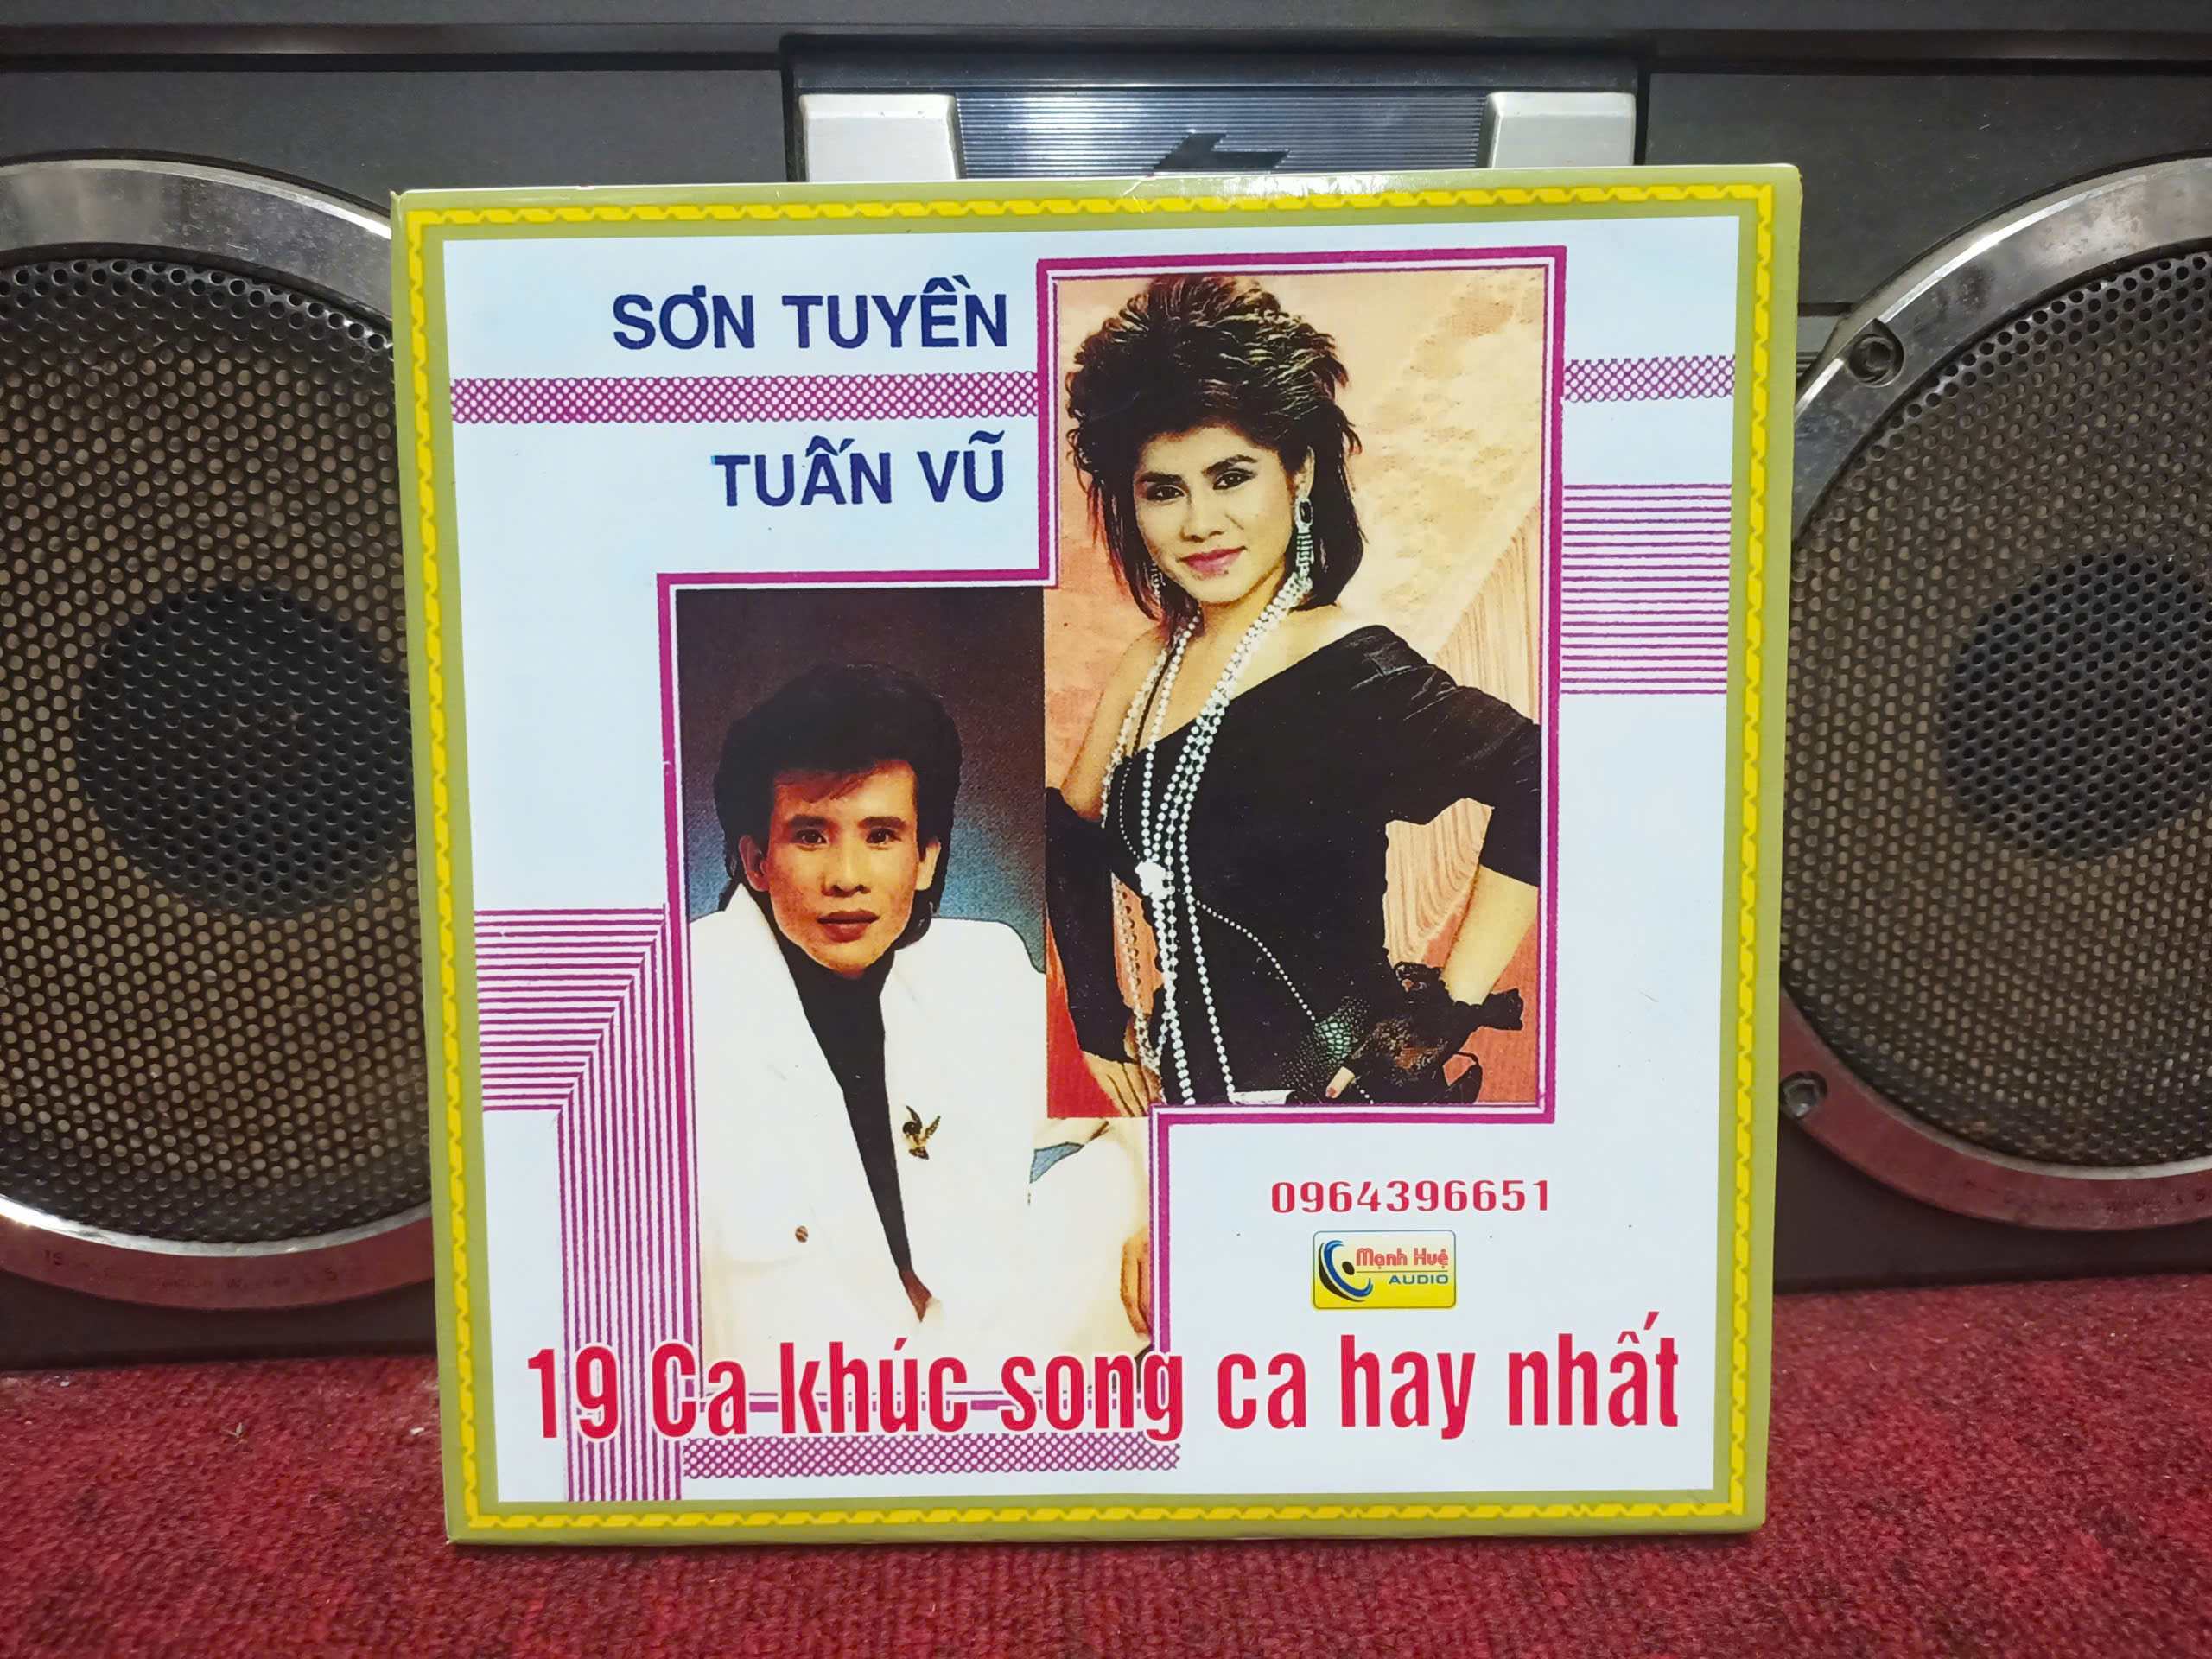 SƠN TUYỀN
TUẤN VŨ
0964396651
Mạnh Huệ
AUDIO
19 Ca khúc song ca hay nhất